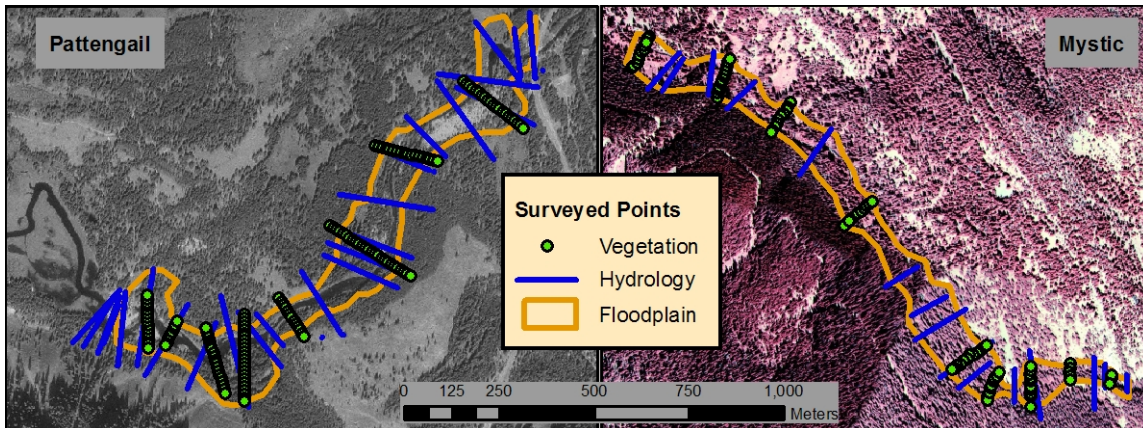 Pattengail
Mystic
Surveyed Points
Vegetation
Hydrology
Floodplain
0 125 250 500 750 1,000
Meters